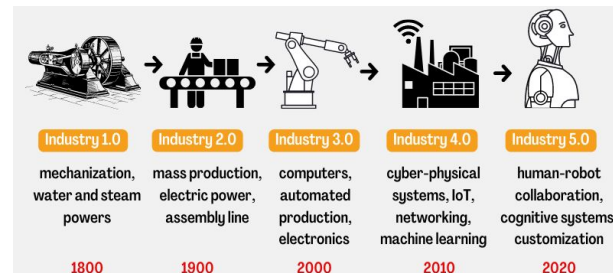 Industry 1.0
mechanization,
water and steam
powers
1800
Industry 2.0
mass production,
electric power,
assembly line
1900
Industry 3.0
computers,
automated
production,
electronics
2000
Industry 4.0
cyber-physical
systems, IoT,
networking,
machine learning
2010
Industry 5.0
human-robot
collaboration,
cognitive systems
customization
2020